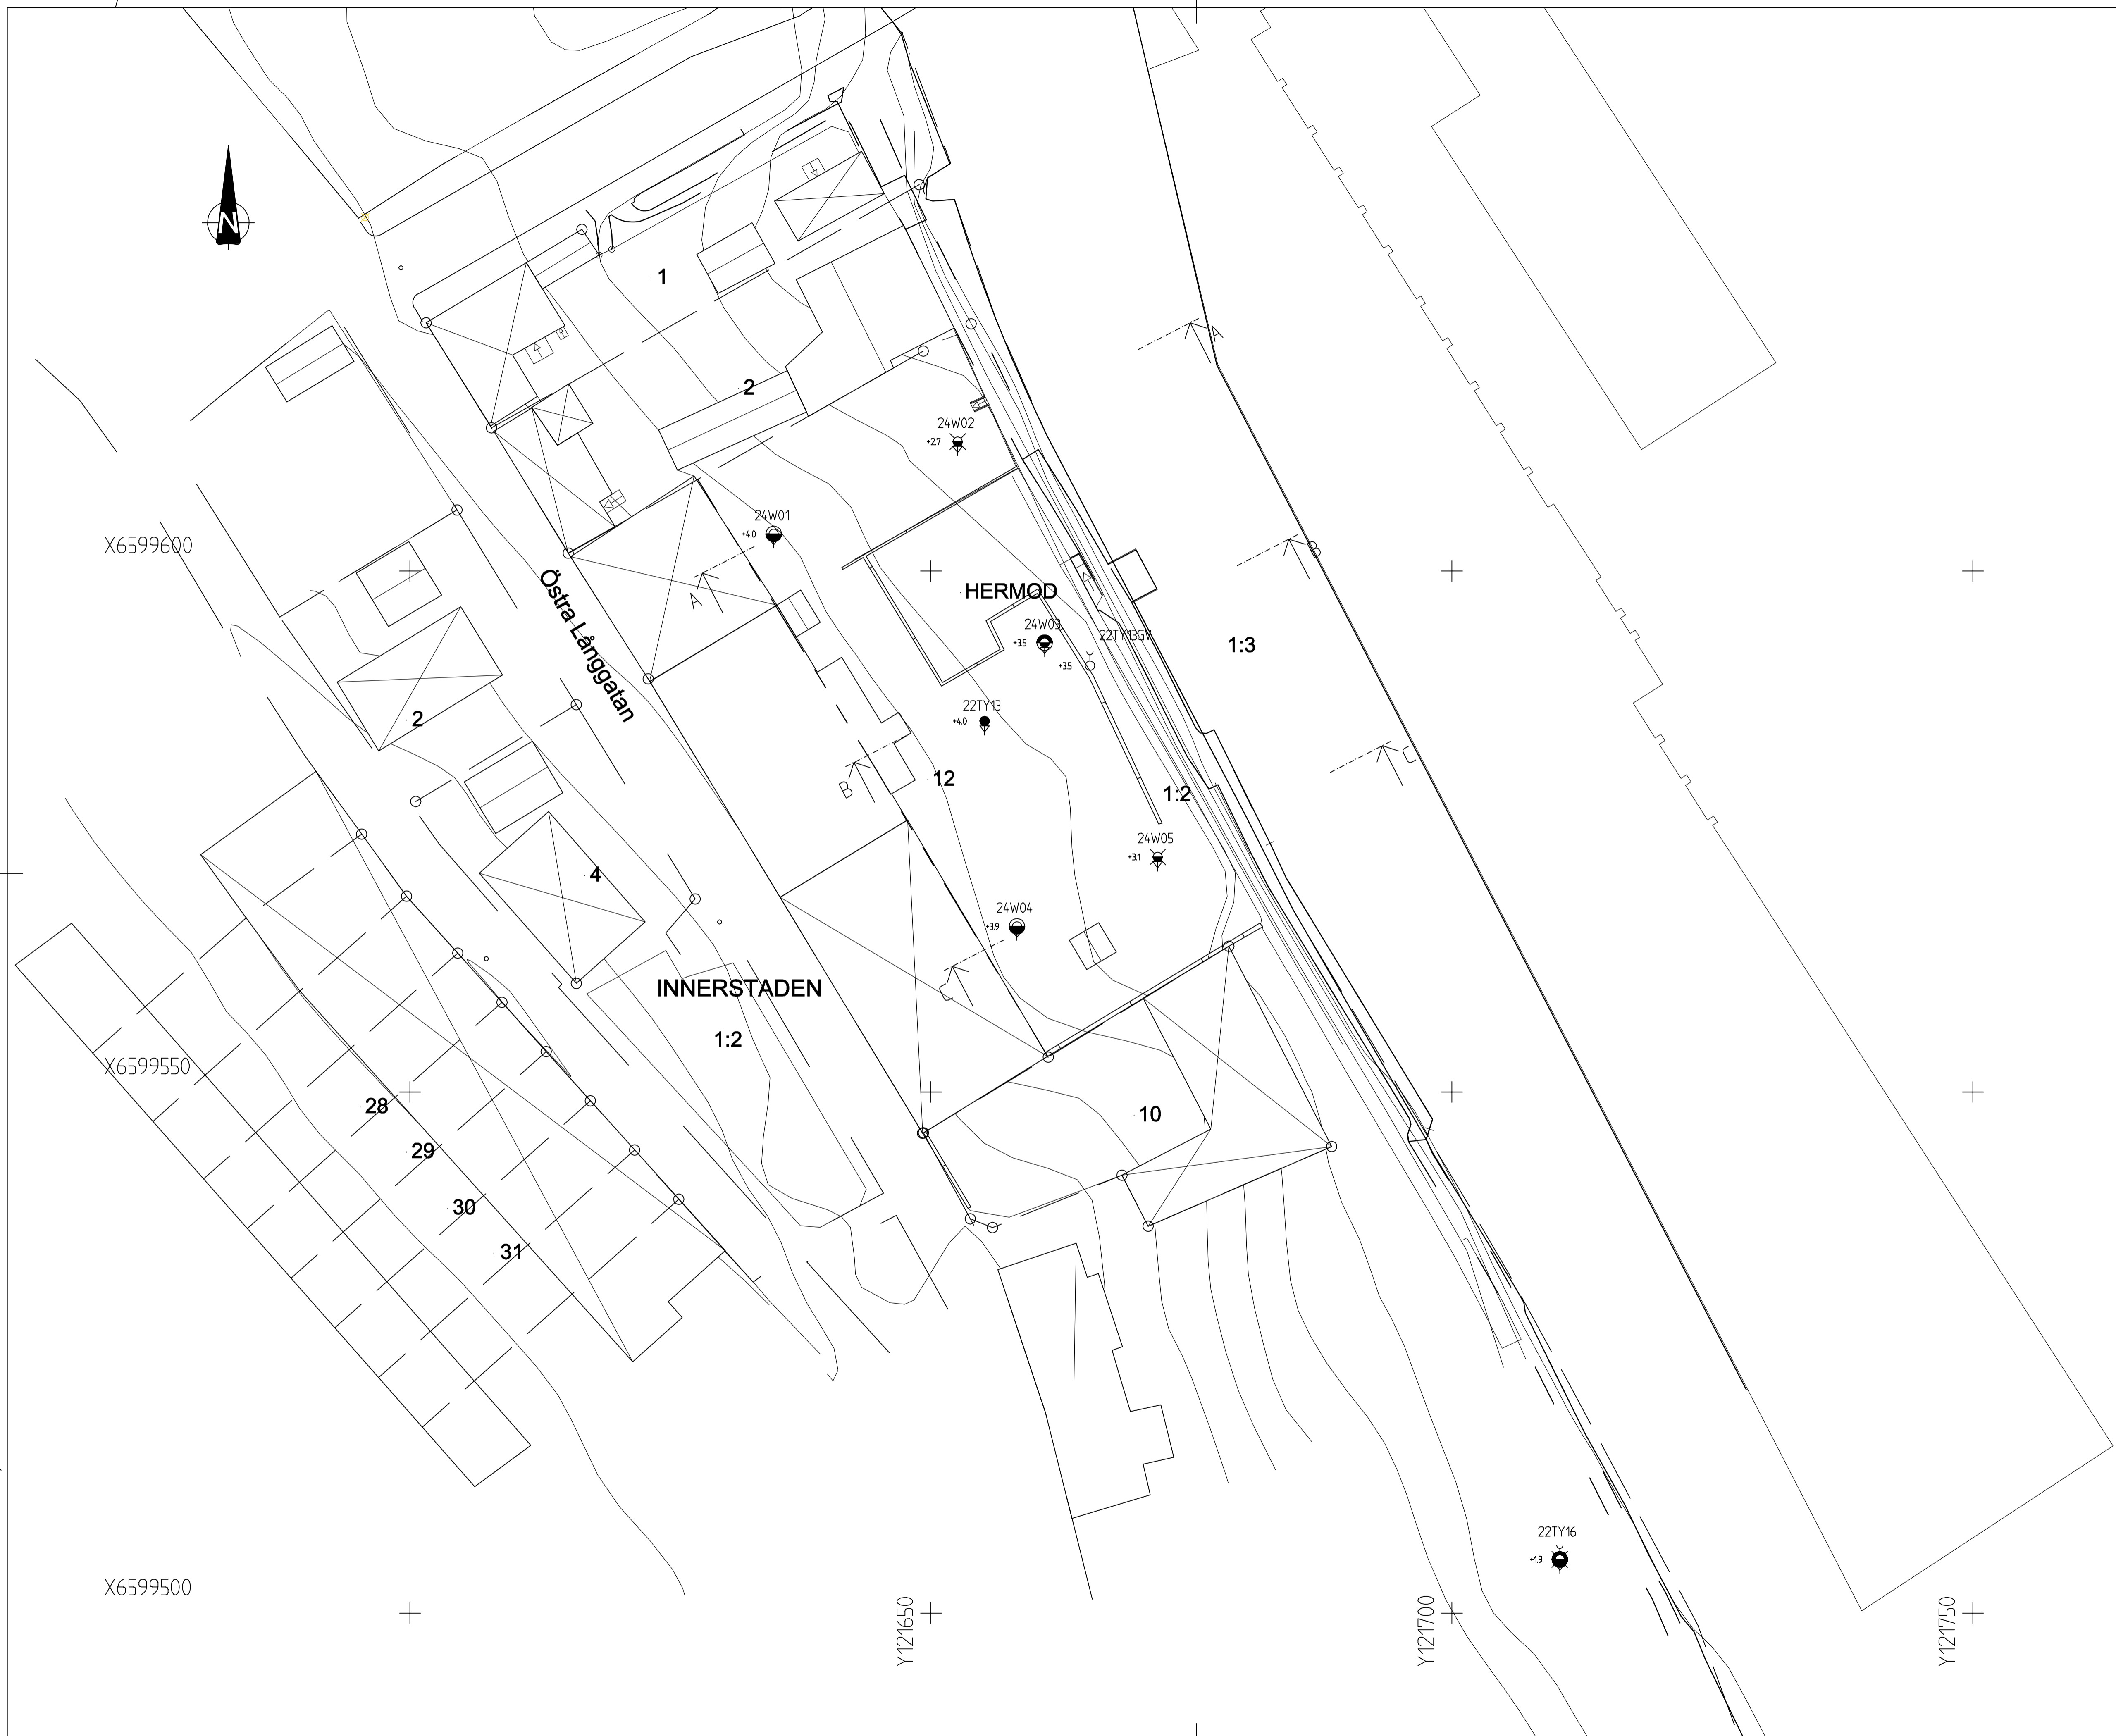 N
1
A
2
24W02
+2.7
24W01
+4.0
X6599600
B
A
HERMOD
Östra Långgatan
24W03
+3.5
22TY13GV
+3.5
1:3
22TY13
+4.0
2
C
12
B
1:2
24W05
+3.1
4
24W04
+3.9
C
INNERSTADEN
1:2
X6599550
28
10
29
30
31
22TY16
+1.9
X6599500
Y121650
Y121700
Y121750